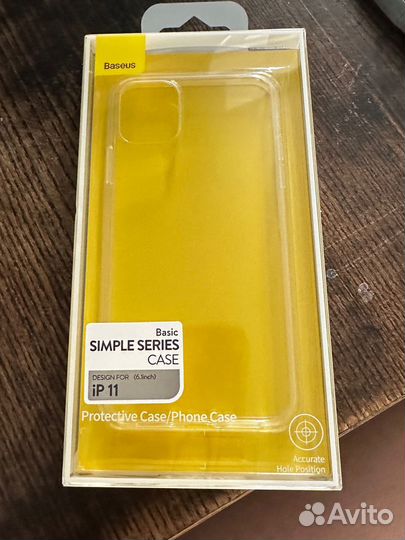 Baseus
Basic
SIMPLE SERIES
CASE
DESIGN FOR (6.1inch)
iP 11
Protective Case/Phone Case
Accurate
Hole Position
Avito